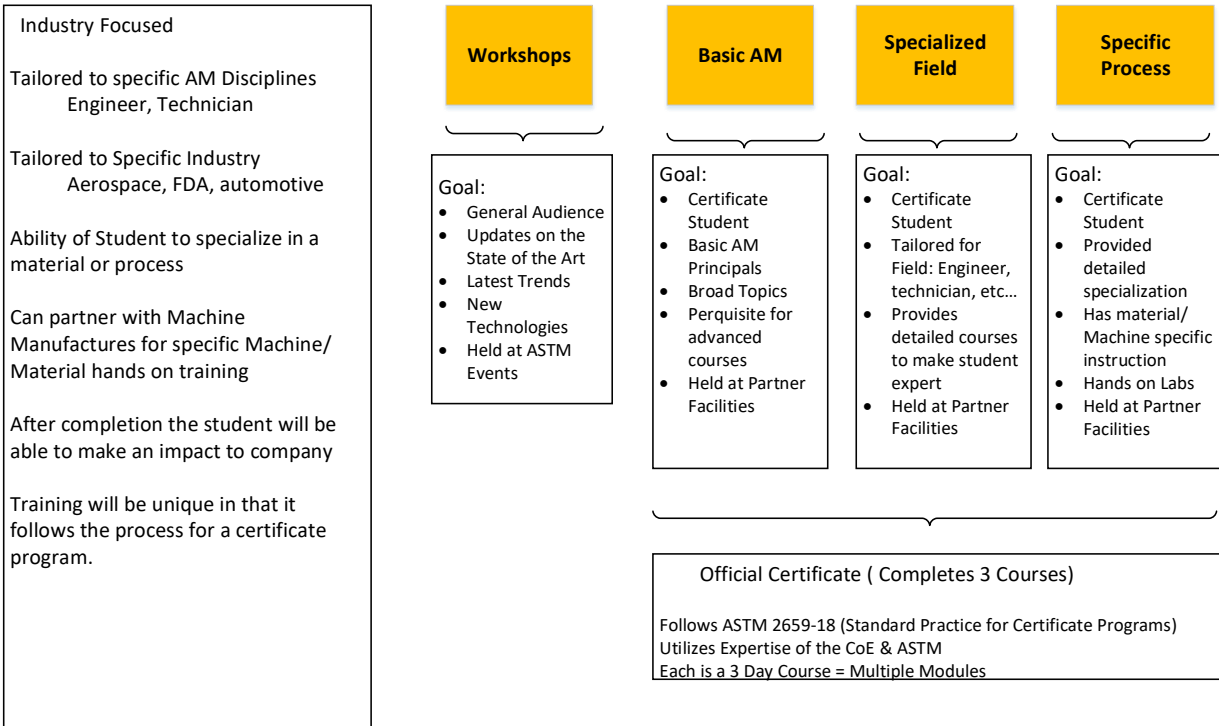 Industry Focused
Tailored to specific AM Disciplines
Engineer, Technician
Tailored to Specific Industry
Aerospace, FDA, automotive
Ability of Student to specialize in a
material or process
Can partner with Machine
Manufactures for specific Machine/
Material hands on training
After completion the student will be
able to make an impact to company
Training will be unique in that it
follows the process for a certificate
program.
Workshops
Goal:
• General Audience
• Updates on the
State of the Art
• Latest Trends
• New
Technologies
• Held at ASTM
Events
Basic AM
Goal:
• Certificate
Student
• Basic AM
Principals
• Broad Topics
• Perquisite for
advanced
courses
• Held at Partner
Facilities
Specialized
Field
Goal:
• Certificate
Student
• Tailored for
Field: Engineer,
technician, etc…
• Provides
detailed courses
to make student
expert
• Held at Partner
Facilities
Specific
Process
Goal:
• Certificate
Student
• Provided
detailed
specialization
• Has material/
Machine specific
instruction
• Hands on Labs
• Held at Partner
Facilities
Official Certificate ( Completes 3 Courses)
Follows ASTM 2659-18 (Standard Practice for Certificate Programs)
Utilizes Expertise of the CoE & ASTM
Each is a 3 Day Course = Multiple Modules